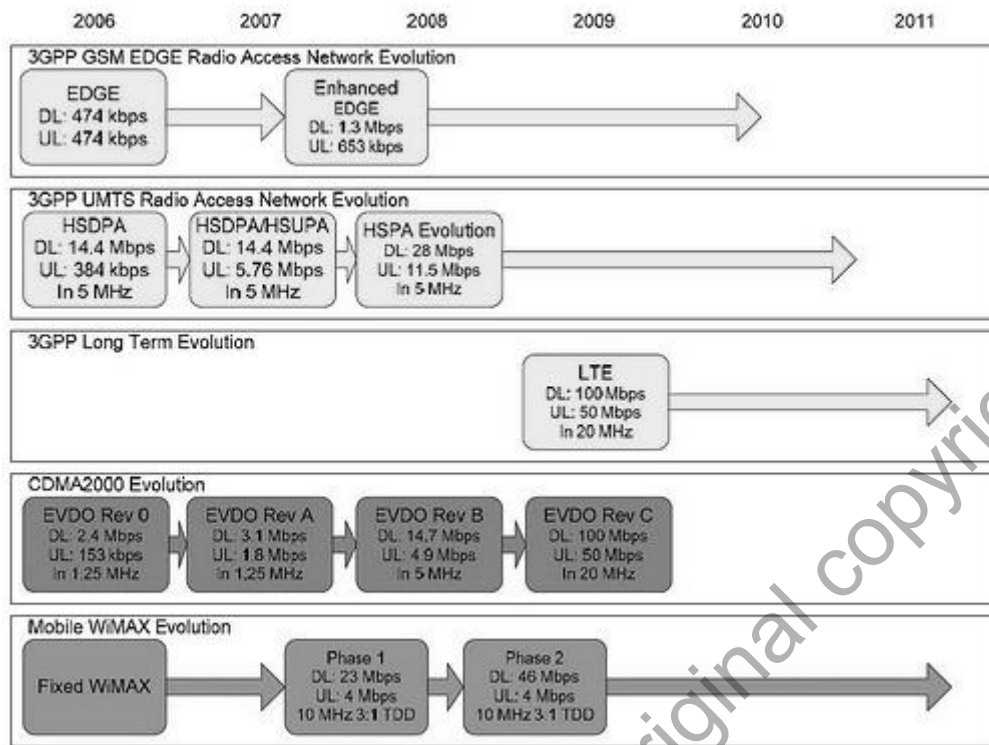 2006 2007 2008 2009 2010 2011
3GPP GSM EDGE Radio Access Network Evolution
EDGE
DL: 474 kbps
UL: 474 kbps
Enhanced
EDGE
DL: 1.3 Mbps
UL: 653 kbps
3GPP UMTS Radio Access Network Evolution
HSDPA
DL: 14.4 Mbps
UL: 384 kbps
In 5 MHz
HSDPA/HSUPA
DL: 14.4 Mbps
UL: 5.76 Mbps
In 5 MHz
HSPA Evolution
DL: 28 Mbps
UL: 11.5 Mbps
In 5 MHz
3GPP Long Term Evolution
LTE
DL: 100 Mbps
UL: 50 Mbps
In 20 MHz
CDMA2000 Evolution
EVDO Rev 0
DL: 2.4 Mbps
UL: 153 kbps
In 1.25 MHz
EVDO Rev A
DL: 3.1 Mbps
UL: 1.8 Mbps
In 1.25 MHz
EVDO Rev B
DL: 14.7 Mbps
UL: 4.9 Mbps
In 5 MHz
EVDO Rev C
DL: 100 Mbps
UL: 50 Mbps
In 20 MHz
Mobile WiMAX Evolution
Fixed WiMAX
Phase 1
DL: 23 Mbps
UL: 4 Mbps
10 MHz 3:1 TDD
Phase 2
DL: 46 Mbps
UL: 4 Mbps
10 MHz 3:1 TDD
riginal copyric